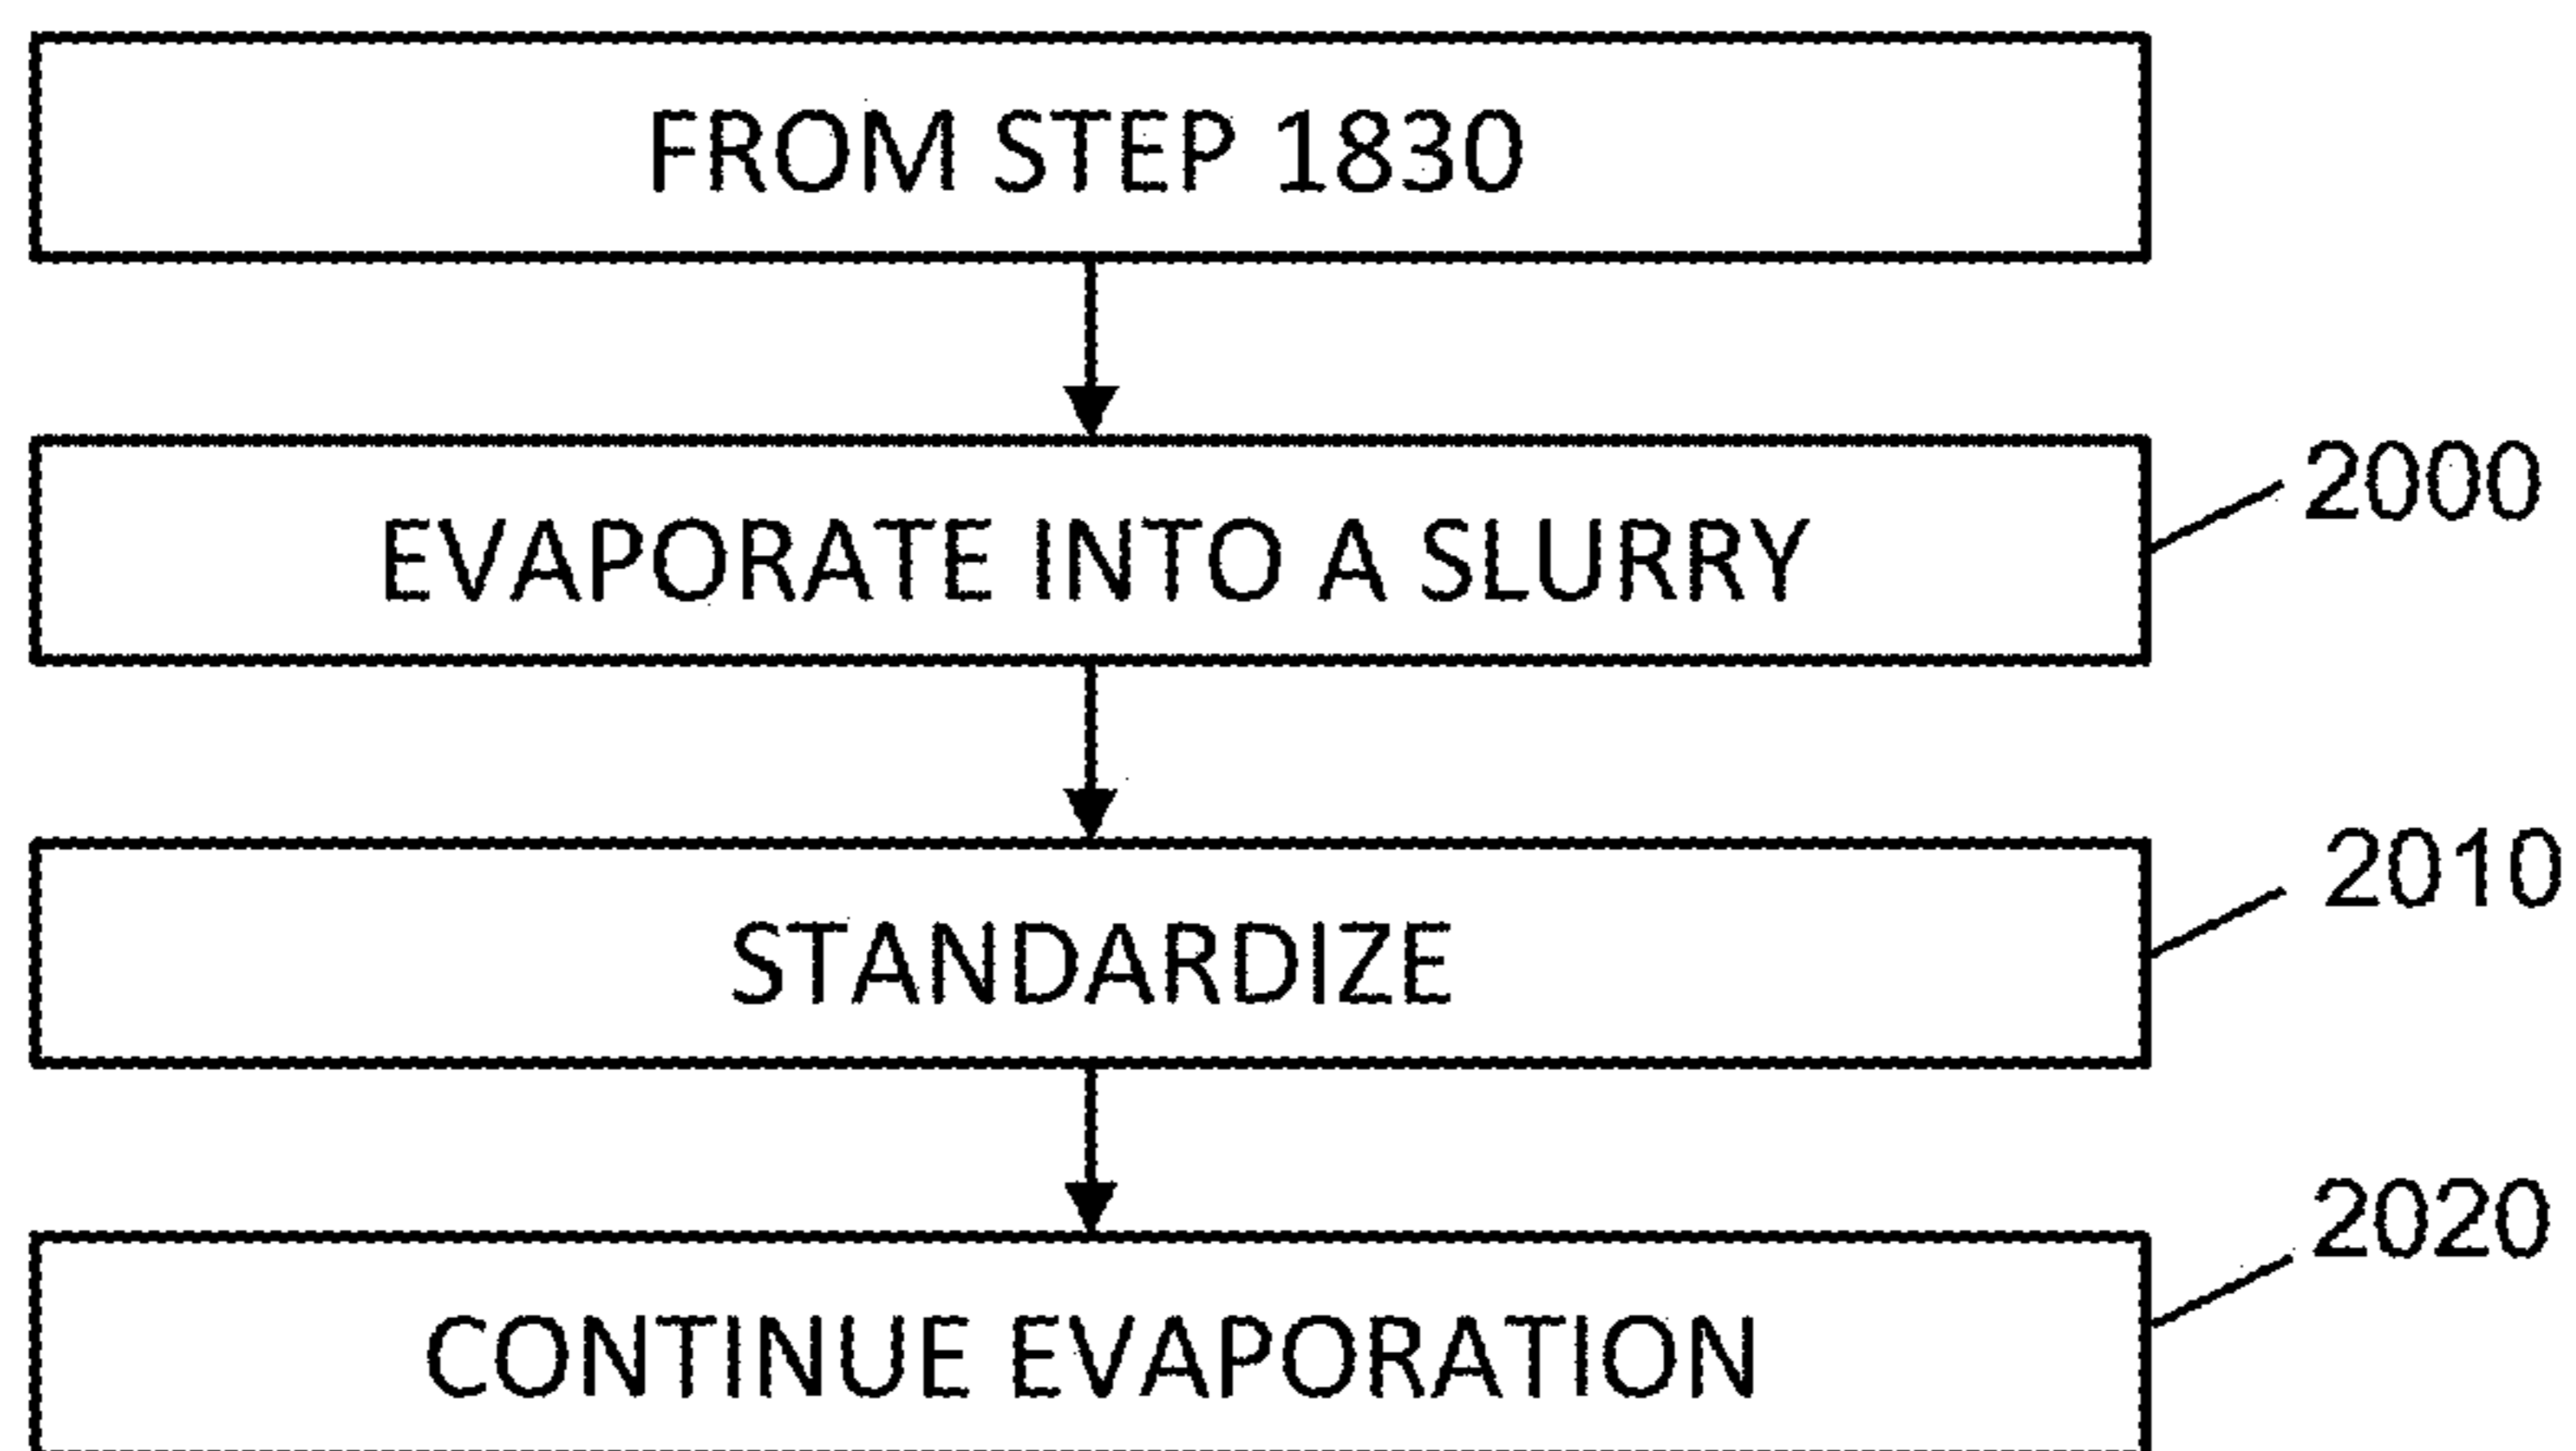 FROM STEP 1830
EVAPORATE INTO A SLURRY
2000
STANDARDIZE
2010
CONTINUE EVAPORATION
2020